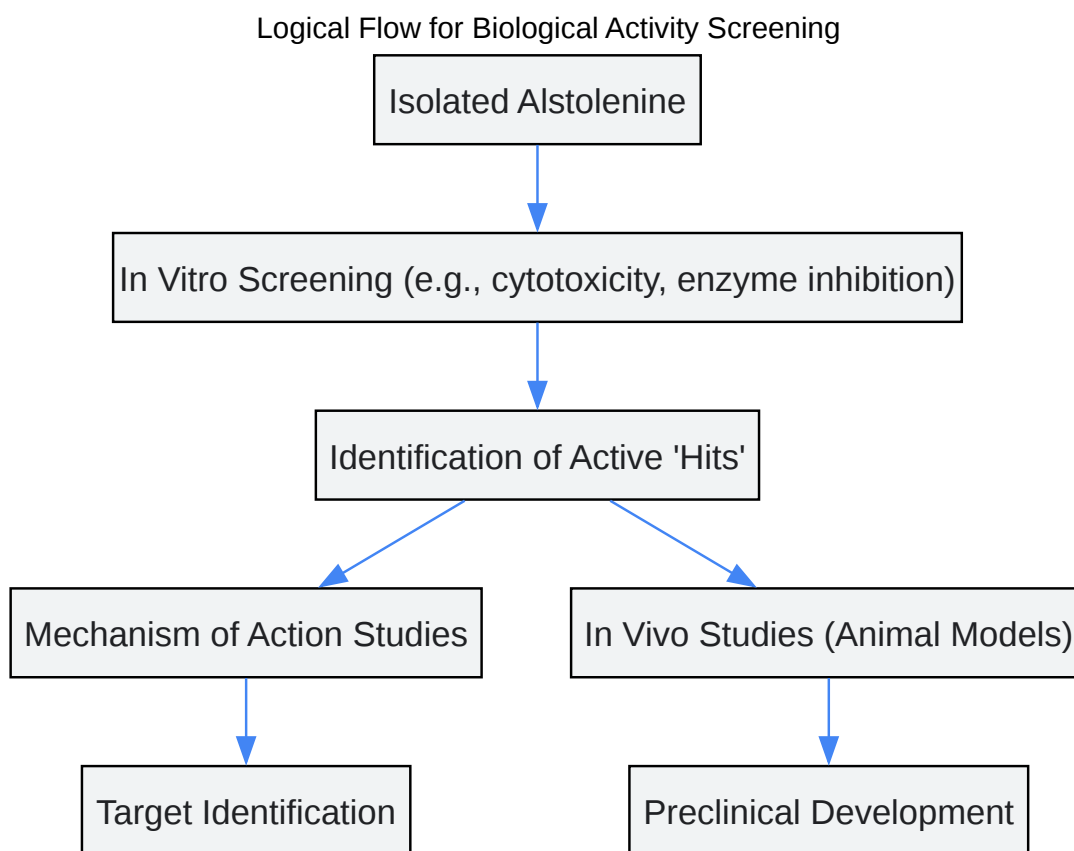 Logical Flow for Biological Activity Screening
Isolated Alstolenine
In Vitro Screening (e.g., cytotoxicity, enzyme inhibition)
Identification of Active 'Hits'
Mechanism of Action Studies
In Vivo Studies (Animal Models)
Target Identification
Preclinical Development